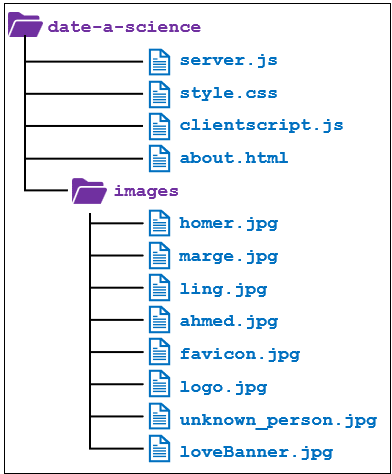 date-a-science
server.js
style.css
clientscript.js
about.html
images
homer.jpg
marge.jpg
ling.jpg
ahmed.jpg
favicon.jpg
logo.jpg
unknown_person.jpg
loveBanner.jpg